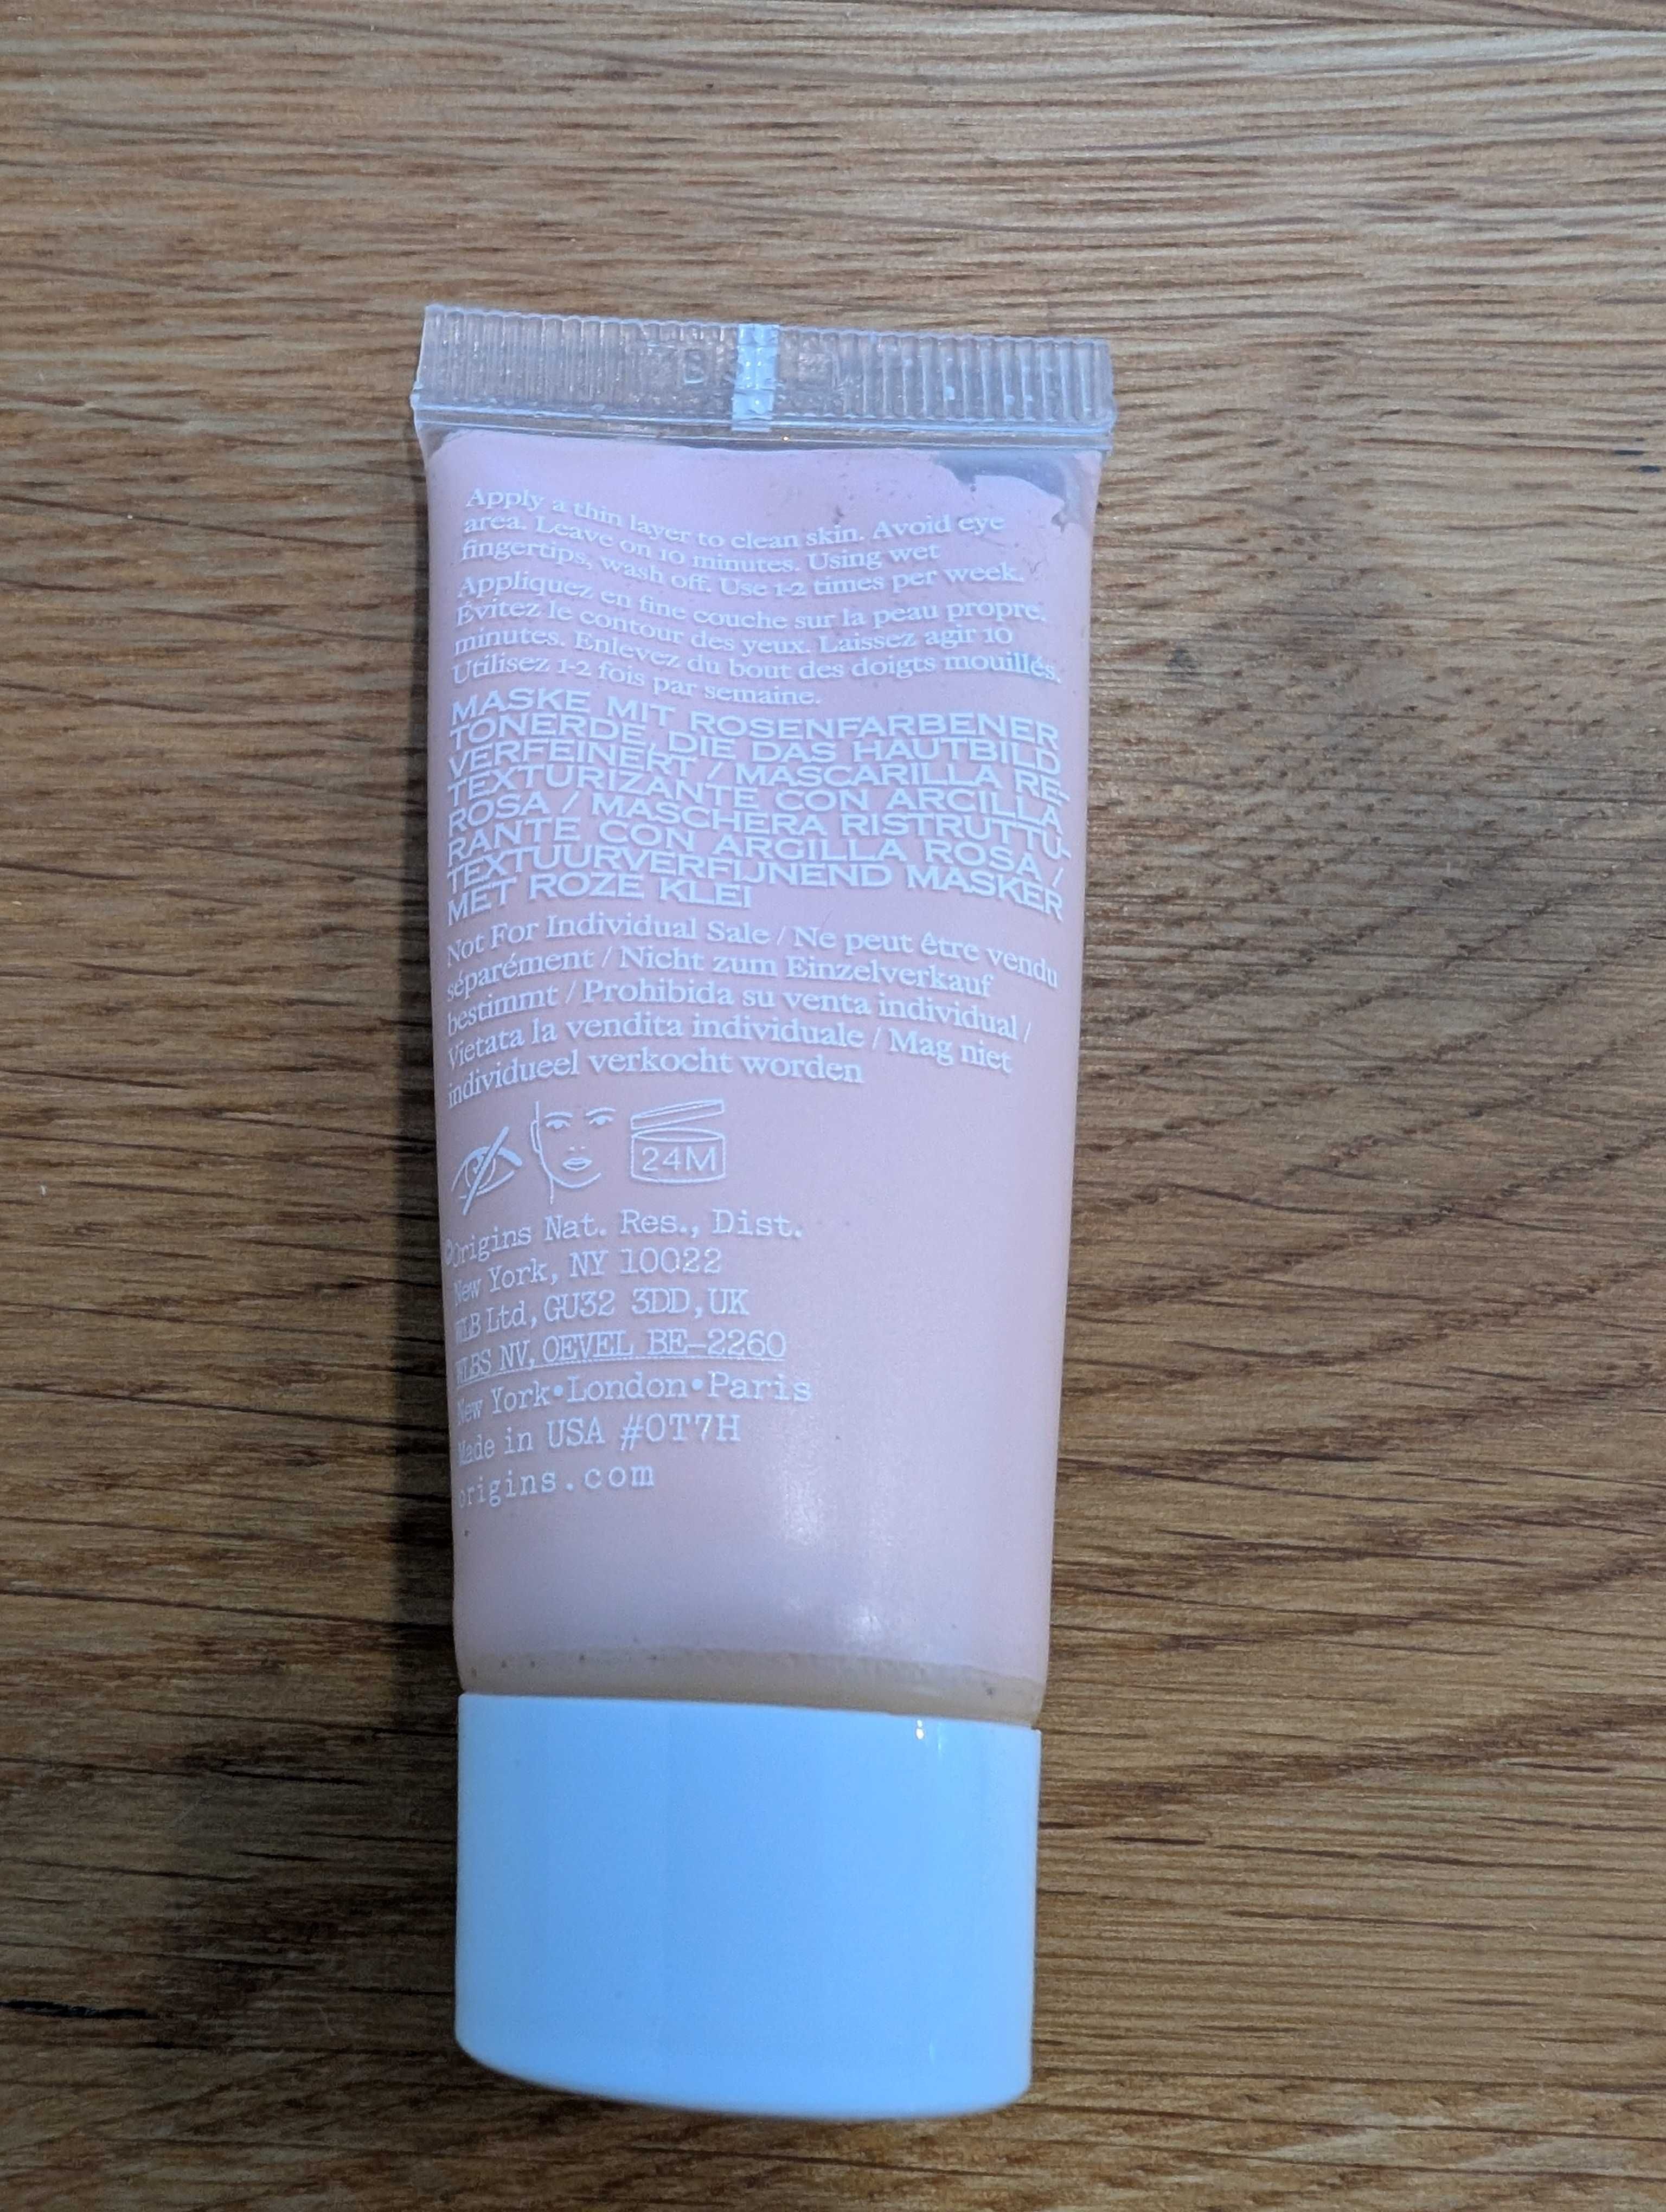 B
Apply a thin layer to clean skin. Avoid eye
area. Leave on 10 minutes. Using wet
fingertips, wash off. Use 1-2 times per week.
Appliquez en fine couche sur la peau propre.
Évitez le contour des yeux. Laissez agir 10
minutes. Enlevez du bout des doigts mouillés.
Utilisez 1-2 fois par semaine.
MASKE MIT ROSENFARBENER
TONERDE, DIE DAS HAUTBILD
VERFEINERT / MASCARILLA RE-
TEXTURIZANTE CON ARCILLA
ROSA / MASCHERA RISTRUTTU-
RANTE CON ARGILLA ROSA /
TEXTUURVERFIJNEND MASKER
MET ROZE KLEI
Not For Individual Sale / Ne peut être vendu
séparément / Nicht zum Einzelverkauf
bestimmt / Prohibida su venta individual /
Vietata la vendita individuale / Mag niet
individueel verkocht worden
24M
©Origins Nat. Res., Dist.
New York, NY 10022
WLB Ltd, GU32 3DD, UK
WLBS NV, OEVEL BE-2260
New York•London•Paris
Made in USA #0T7H
origins.com